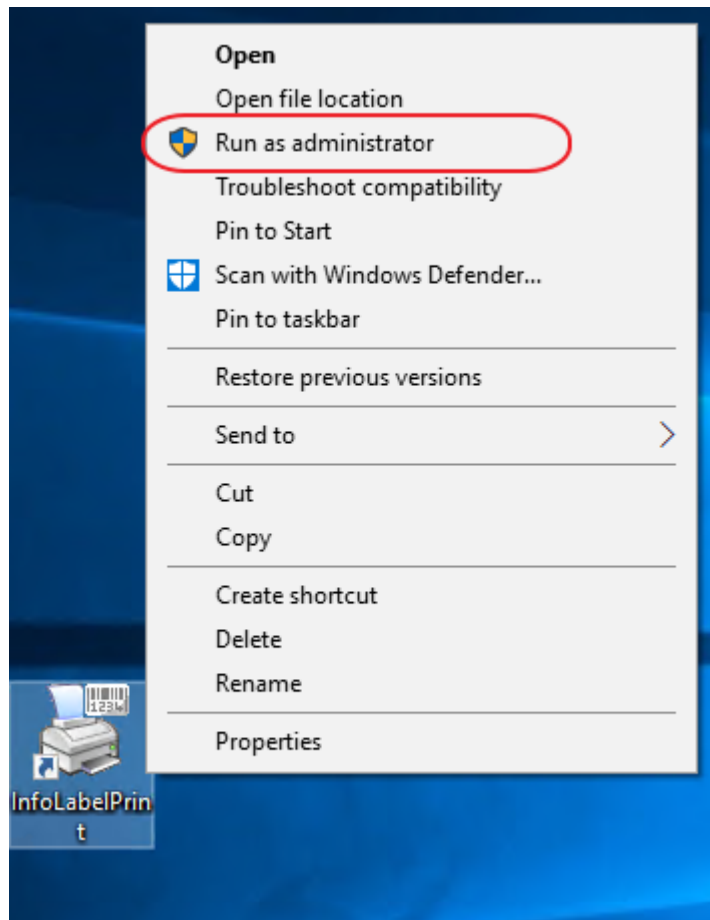 Open
Open file location
Run as administrator
Troubleshoot compatibility
Pin to Start
Scan with Windows Defender...
Pin to taskbar
Restore previous versions
Send to
Cut
Copy
Create shortcut
Delete
Rename
Properties
123
InfoLabelPrin
t